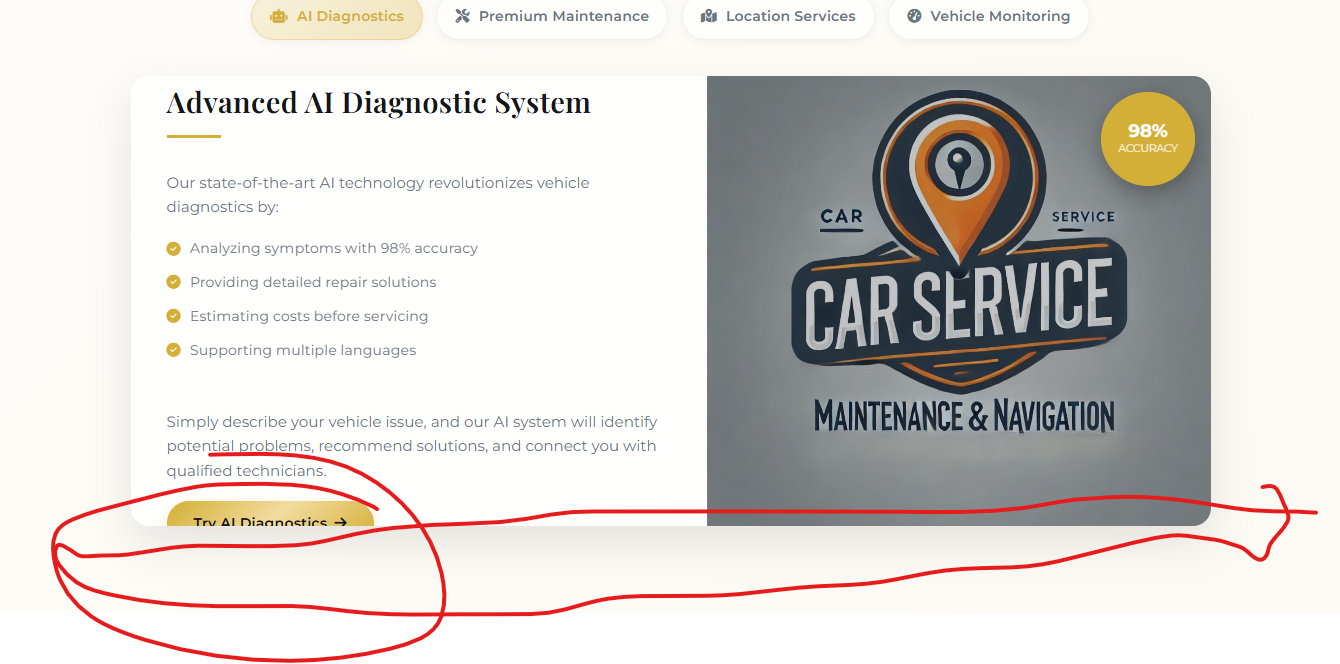 AI Diagnostics
Premium Maintenance
Location Services
Vehicle Monitoring
Advanced AI Diagnostic System
Our state-of-the-art AI technology revolutionizes vehicle
diagnostics by:
Analyzing symptoms with 98% accuracy
Providing detailed repair solutions
Estimating costs before servicing
Supporting multiple languages
Simply describe your vehicle issue, and our AI system will identify
potential problems, recommend solutions, and connect you with
qualified technicians.
Try AI Diagnostics →
98%
ACCURACY
CAR
SERVICE
CAR SERVICE
MAINTENANCE & NAVIGATION